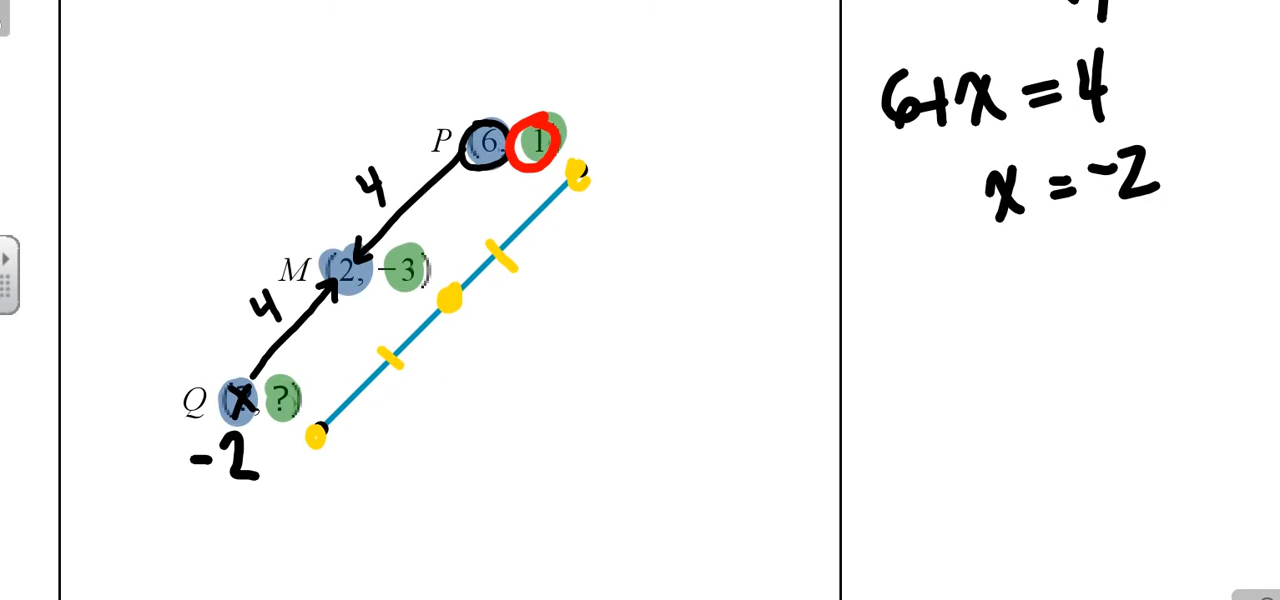 6+x = 4
x = -2
P (6, 1)
4
M (2, -3)
4
Q (x, ?)
-2